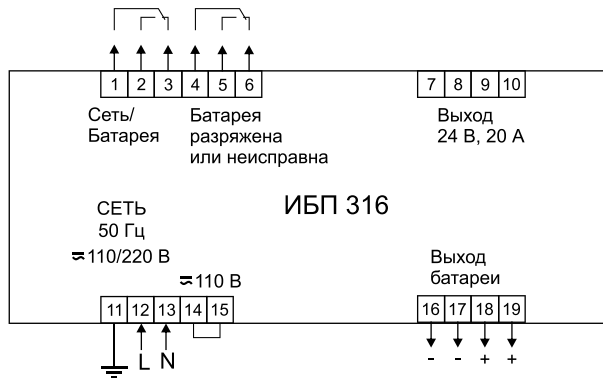 1 2 3 4 5 6 7 8 9 10
Сеть/
Батарея
Батарея
разряжена
или неисправна
Выход
24 В, 20 А
ИБП 316
СЕТЬ
50 Гц
≂110/220 В
≂110 В
Выход
батареи
11 12 13 14 15 16 17 18 19
L N - - + +